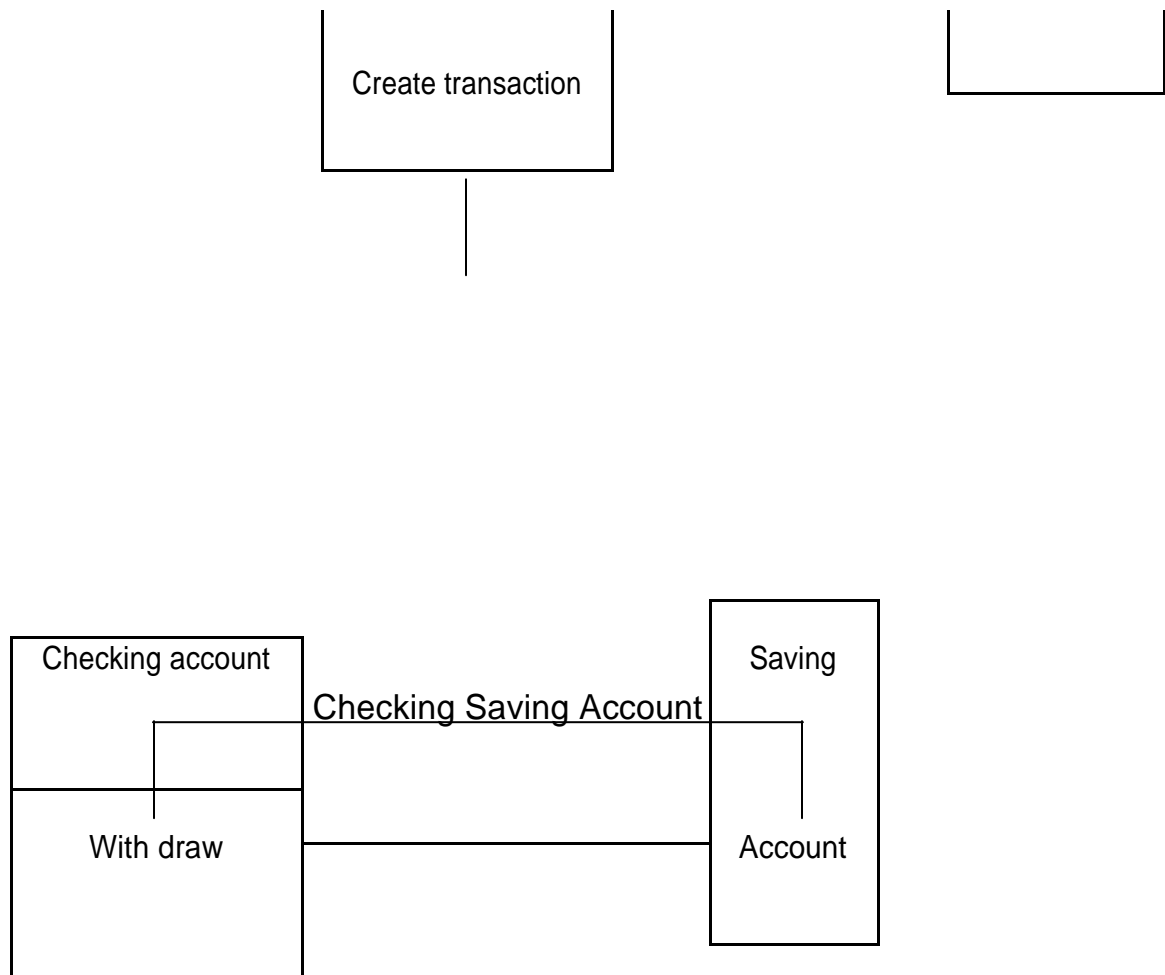 Create transaction
Checking account
Saving
Checking Saving Account
With draw
Account